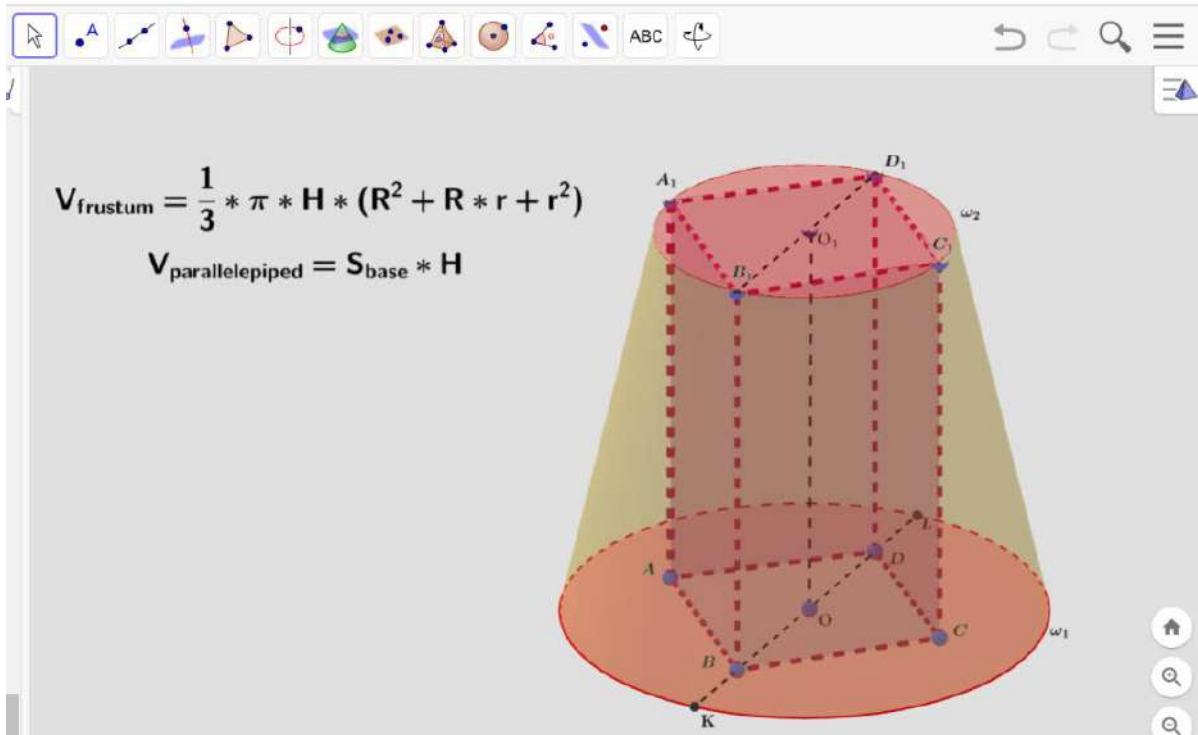 ABC
V_frustum = 1/3 * π * H * (R² + R * r + r²)
V_parallelepiped = S_base * H
D₁
A₁
ω₂
O₁
C₁
B₁
L
A
D
O
C
ω₁
B
K